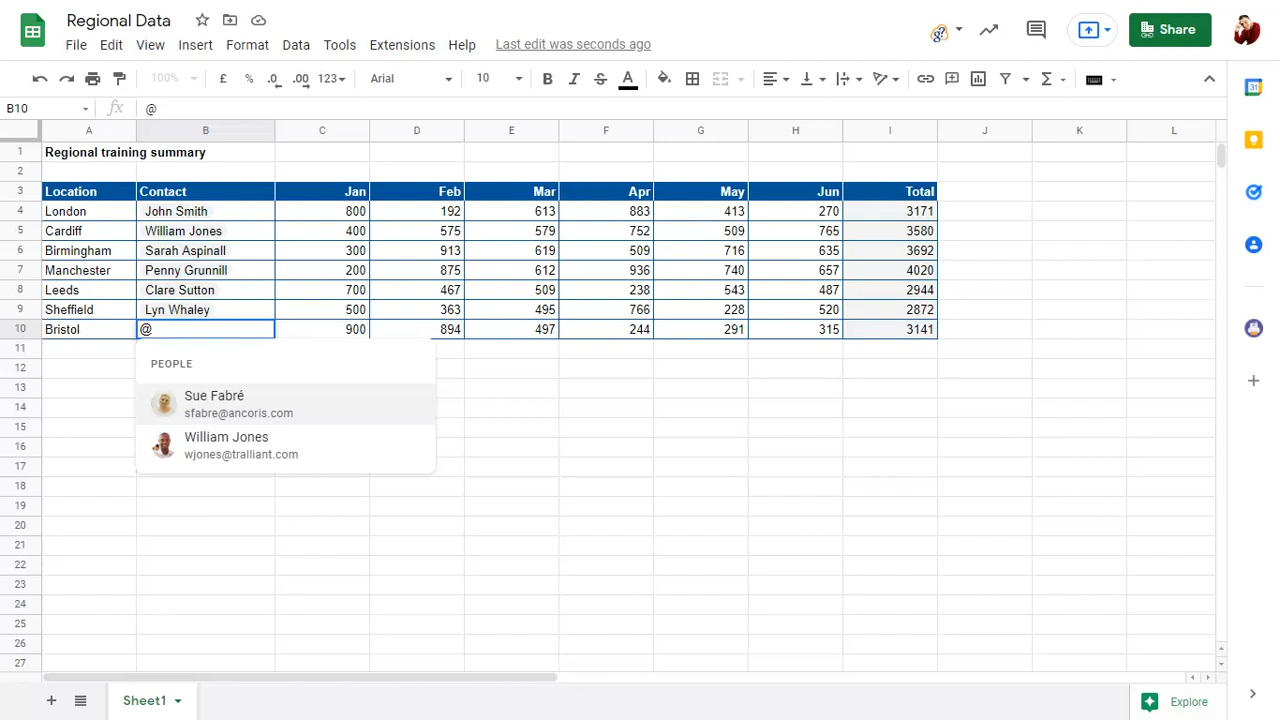 Regional Data
File Edit View Insert Format Data Tools Extensions Help Last edit was seconds ago
Share
100% £ % .0 .00 123 Arial 10 B I S A Σ
B10 fx @
A B C D E F G H I J K L
1 Regional training summary
2
3 Location Contact Jan Feb Mar Apr May Jun Total
4 London John Smith 800 192 613 883 413 270 3171
5 Cardiff William Jones 400 575 579 752 509 765 3580
6 Birmingham Sarah Aspinall 300 913 619 509 716 635 3692
7 Manchester Penny Grunnill 200 875 612 936 740 657 4020
8 Leeds Clare Sutton 700 467 509 238 543 487 2944
9 Sheffield Lyn Whaley 500 363 495 766 228 520 2872
10 Bristol @ 900 894 497 244 291 315 3141
11
12
PEOPLE
13
Sue Fabré
14
sfabre@ancoris.com
15
William Jones
16
wjones@tralliant.com
17
18
19
20
21
22
23
24
25
26
27
Sheet1
Explore
31